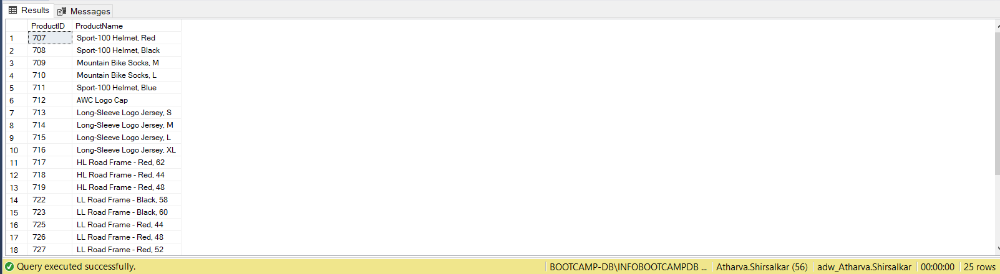 Results Messages
ProductID ProductName
1 707 Sport-100 Helmet, Red
2 708 Sport-100 Helmet, Black
3 709 Mountain Bike Socks, M
4 710 Mountain Bike Socks, L
5 711 Sport-100 Helmet, Blue
6 712 AWC Logo Cap
7 713 Long-Sleeve Logo Jersey, S
8 714 Long-Sleeve Logo Jersey, M
9 715 Long-Sleeve Logo Jersey, L
10 716 Long-Sleeve Logo Jersey, XL
11 717 HL Road Frame - Red, 62
12 718 HL Road Frame - Red, 44
13 719 HL Road Frame - Red, 48
14 722 LL Road Frame - Black, 58
15 723 LL Road Frame - Black, 60
16 725 LL Road Frame - Red, 44
17 726 LL Road Frame - Red, 48
18 727 LL Road Frame - Red, 52
Query executed successfully. BOOTCAMP-DB\INFOBOOTCAMPDB ... Atharva.Shirsalkar (56) adw_Atharva.Shirsalkar 00:00:00 25 rows